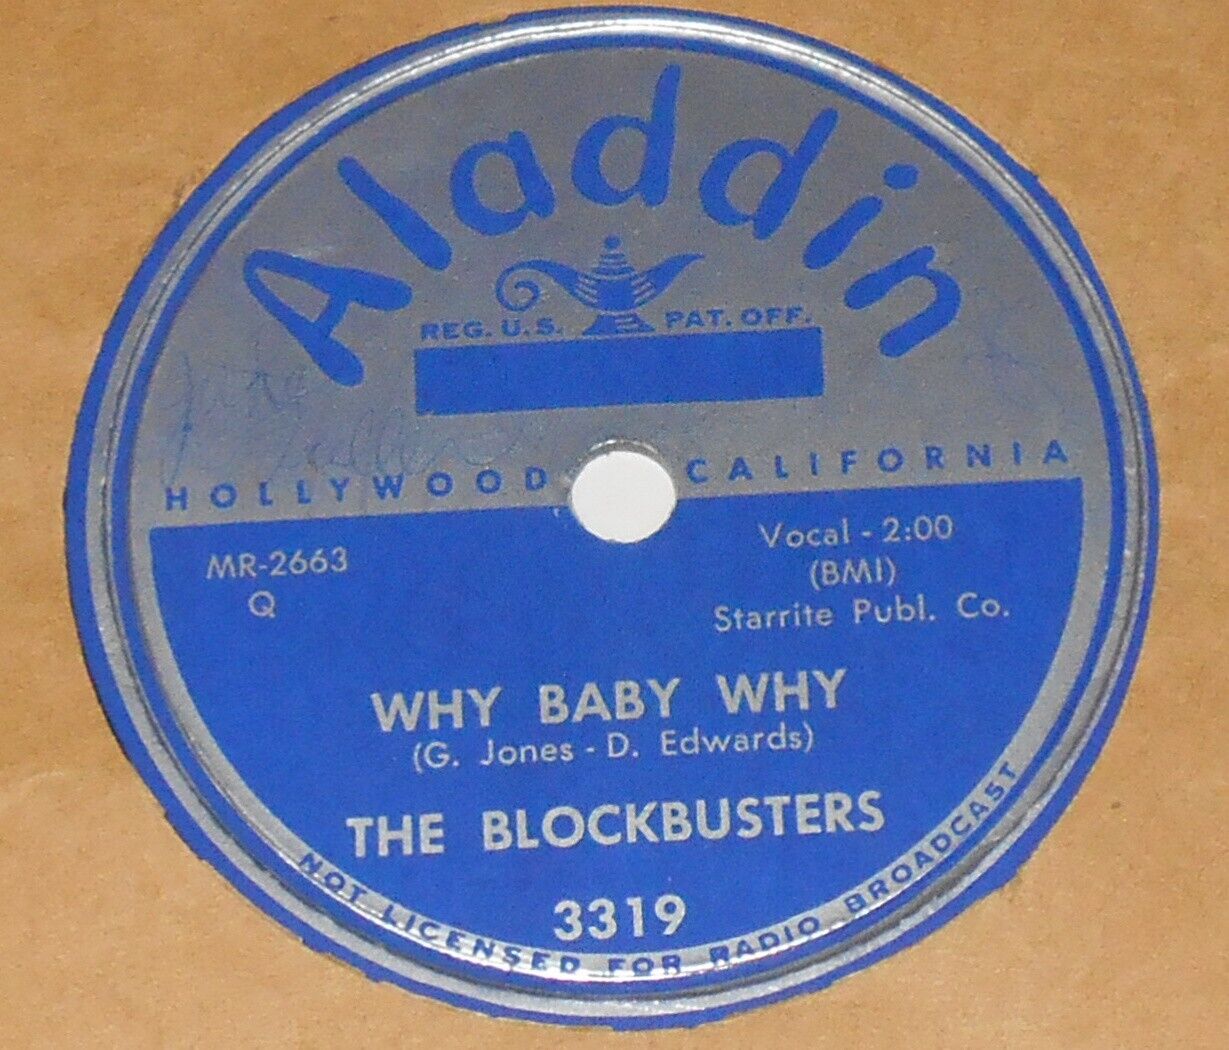 Aladdin
REG. U.S. PAT. OFF.
HOLLYWOOD CALIFORNIA
MR-2663
Q
Vocal - 2:00
(BMI)
Starrite Publ. Co.
WHY BABY WHY
(G. Jones - D. Edwards)
THE BLOCKBUSTERS
3319
NOT LICENSED FOR RADIO BROADCAST